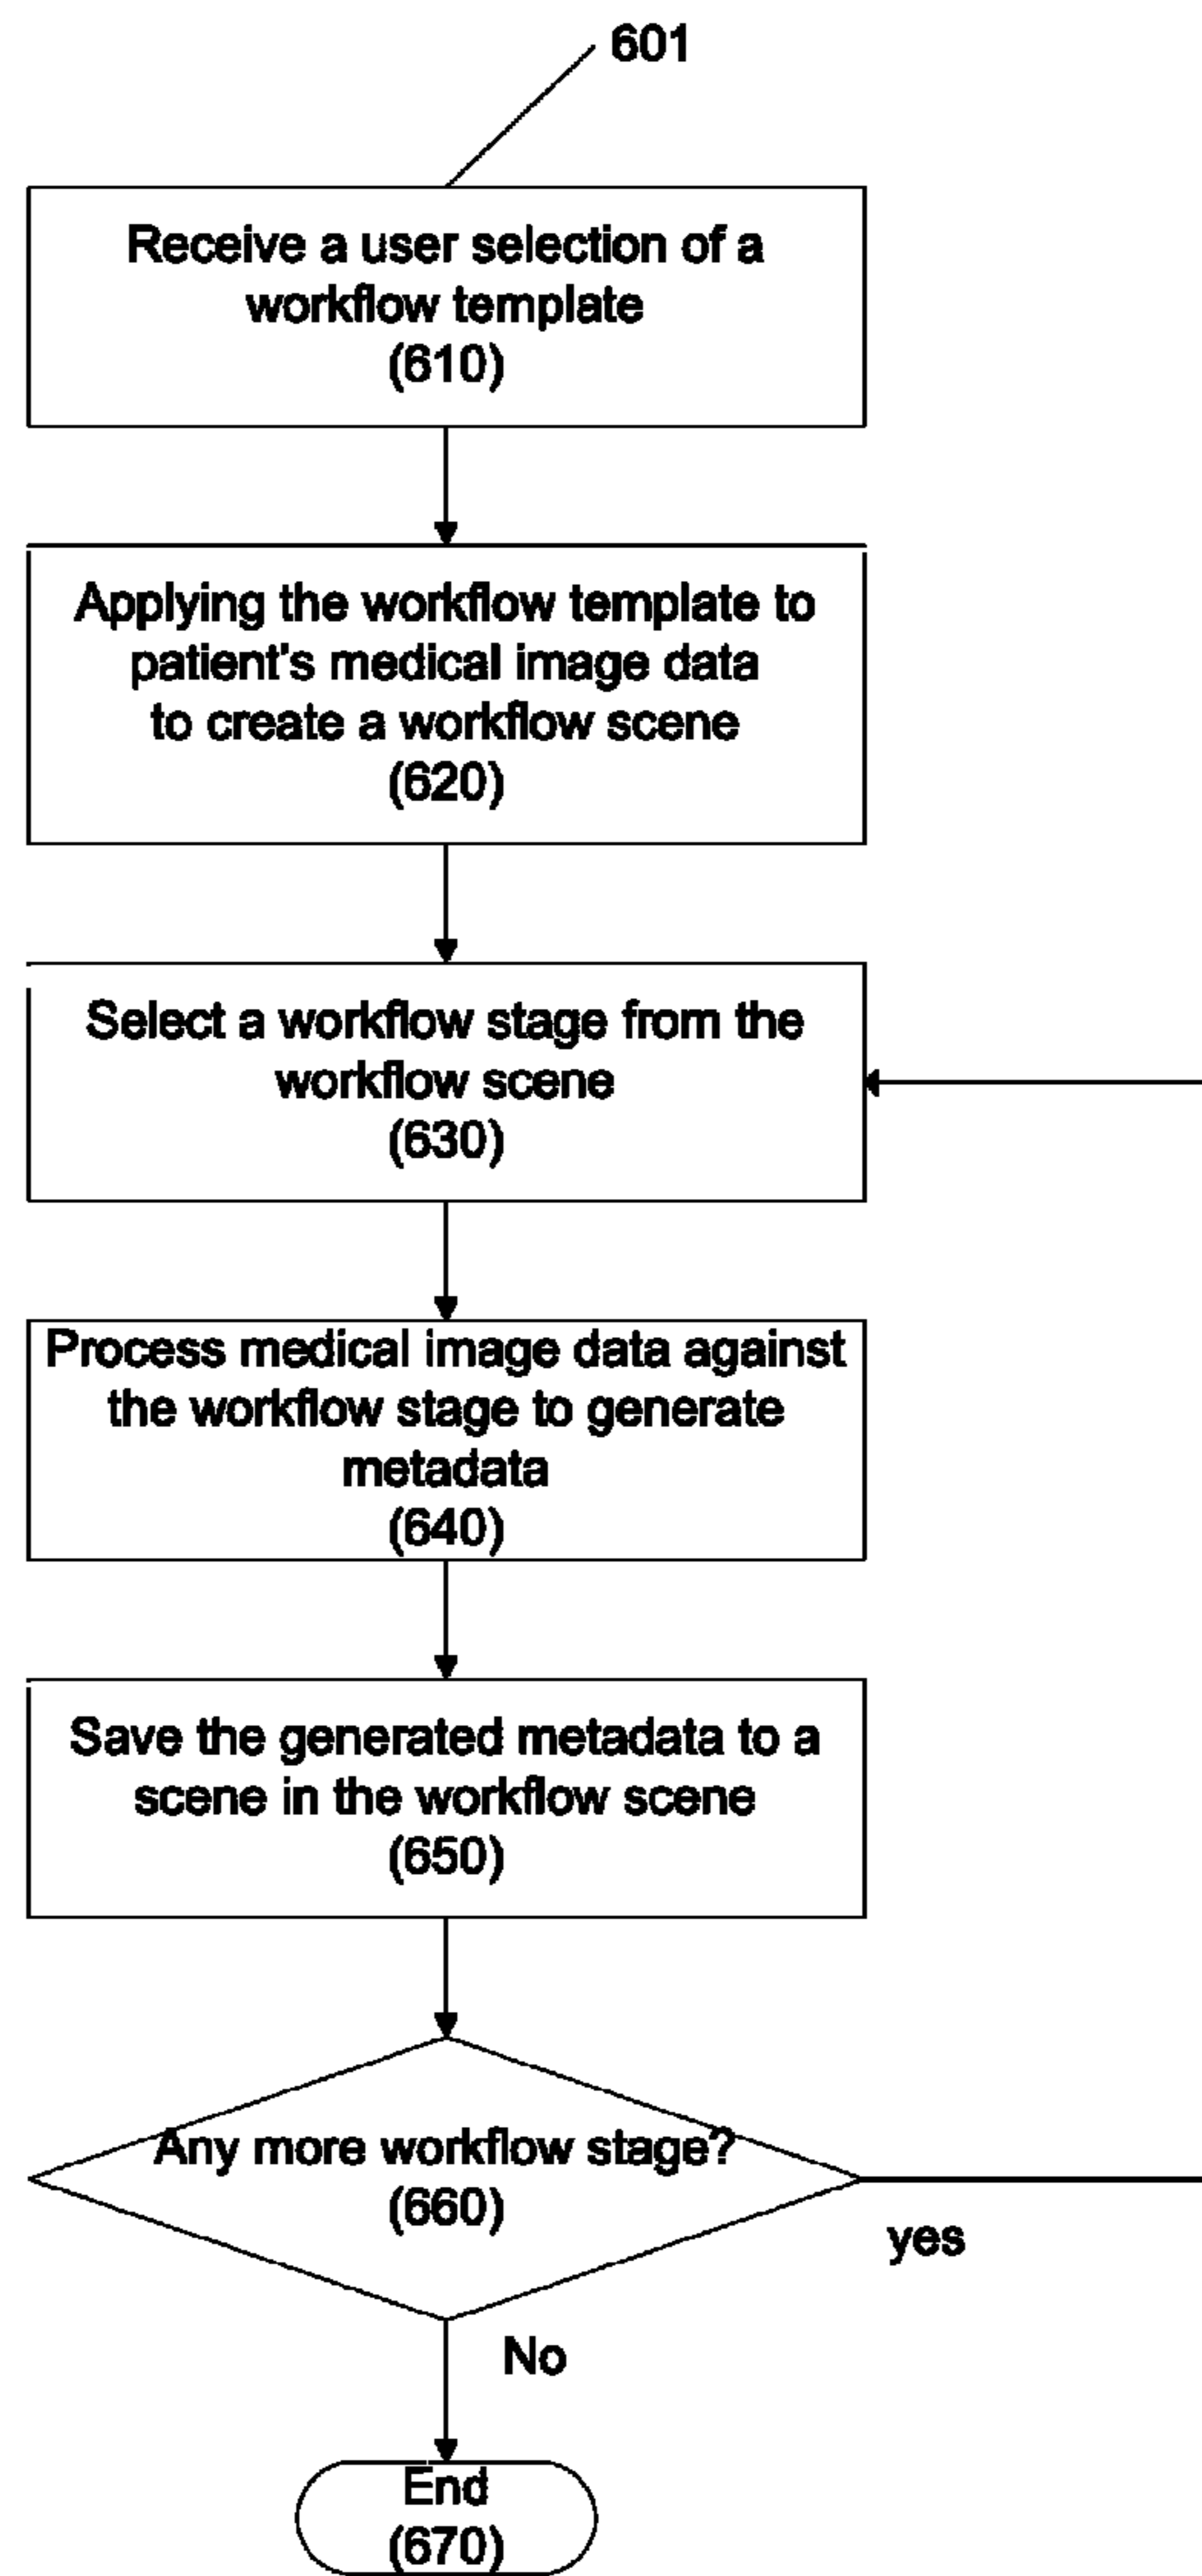 601
Receive a user selection of a
workflow template
(610)
Applying the workflow template to
patient's medical image data
to create a workflow scene
(620)
Select a workflow stage from the
workflow scene
(630)
Process medical image data against
the workflow stage to generate
metadata
(640)
Save the generated metadata to a
scene in the workflow scene
(650)
Any more workflow stage?
(660)
yes
No
End
(670)